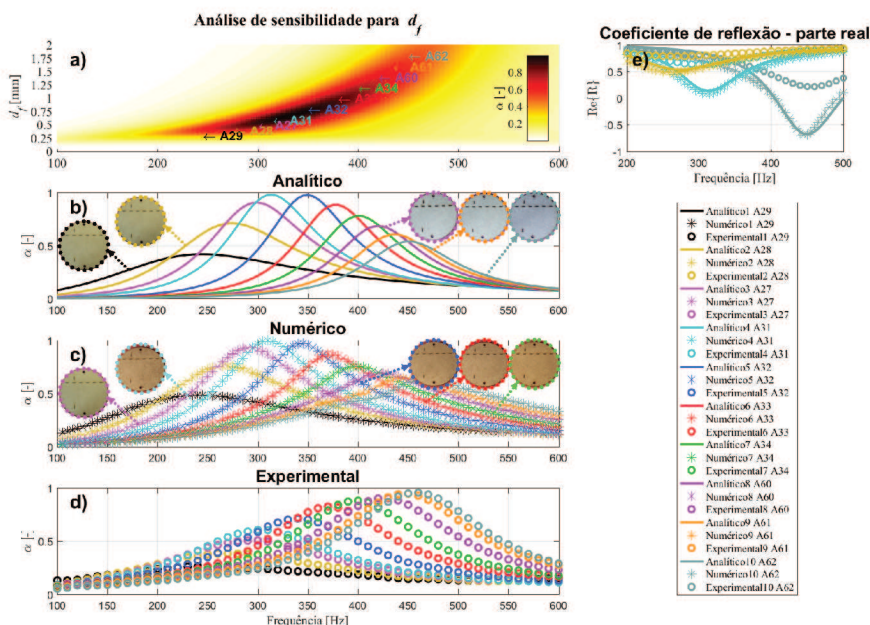 Análise de sensibilidade para d_f
a)
d_f [mm]
2
1.75
1.5
1.25
1
0.75
0.5
0.25
0
← A62
A61
A60
← A34
← A32
A31
← A29
α [-]
0.8
0.6
0.4
0.2
100 150 200 250 300 350 400 450 500 550 600
Analítico
b)
α [-]
1
0.5
0
100 150 200 250 300 350 400 450 500 550 600
Numérico
c)
α [-]
1
0.5
0
100 150 200 250 300 350 400 450 500 550 600
Experimental
d)
α [-]
1
0.5
0
100 150 200 250 300 350 400 450 500 550 600
Frequência [Hz]
Coeficiente de reflexão - parte real
e)
Re{R}
1
0.5
0
-0.5
-1
200 300 400 500 600
Frequência [Hz]
Analítico1 A29
Numérico1 A29
Experimental1 A29
Analítico2 A28
Numérico2 A28
Experimental2 A28
Analítico3 A27
Numérico3 A27
Experimental3 A27
Analítico4 A31
Numérico4 A31
Experimental4 A31
Analítico5 A32
Numérico5 A32
Experimental5 A32
Analítico6 A33
Numérico6 A33
Experimental6 A33
Analítico7 A34
Numérico7 A34
Experimental7 A34
Analítico8 A60
Numérico8 A60
Experimental8 A60
Analítico9 A61
Numérico9 A61
Experimental9 A61
Analítico10 A62
Numérico10 A62
Experimental10 A62